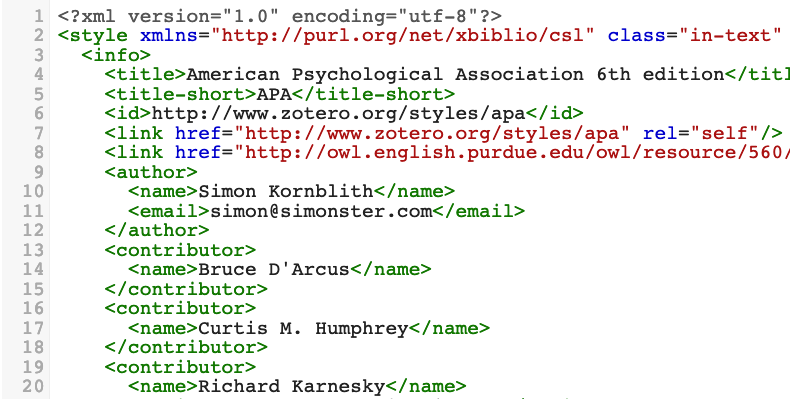 1 <?xml version="1.0" encoding="utf-8"?>
2 <style xmlns="http://purl.org/net/xbiblio/csl" class="in-text"
3 <info>
4 <title>American Psychological Association 6th edition</titl
5 <title-short>APA</title-short>
6 <id>http://www.zotero.org/styles/apa</id>
7 <link href="http://www.zotero.org/styles/apa" rel="self"/>
8 <link href="http://owl.english.purdue.edu/owl/resource/560/
9 <author>
10 <name>Simon Kornblith</name>
11 <email>simon@simonster.com</email>
12 </author>
13 <contributor>
14 <name>Bruce D'Arcus</name>
15 </contributor>
16 <contributor>
17 <name>Curtis M. Humphrey</name>
18 </contributor>
19 <contributor>
20 <name>Richard Karnesky</name>